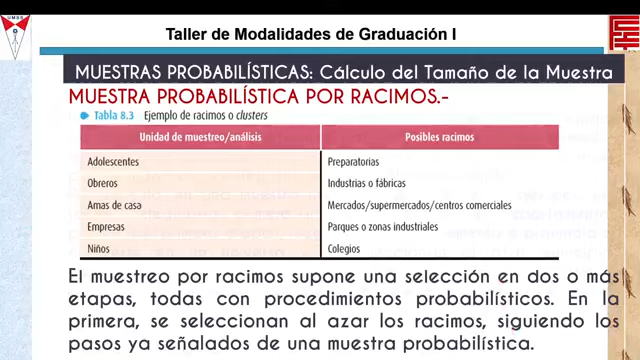 UMSS
Taller de Modalidades de Graduación I
MUESTRAS PROBABILÍSTICAS: Cálculo del Tamaño de la Muestra
MUESTRA PROBABILÍSTICA POR RACIMOS.-
Tabla 8.3 Ejemplo de racimos o clusters
Unidad de muestreo/análisis Posibles racimos
Adolescentes Preparatorias
Obreros Industrias o fábricas
Amas de casa Mercados/supermercados/centros comerciales
Empresas Parques o zonas industriales
Niños Colegios
El muestreo por racimos supone una selección en dos o más
etapas, todas con procedimientos probabilísticos. En la
primera, se seleccionan al azar los racimos, siguiendo los
pasos ya señalados de una muestra probabilística.